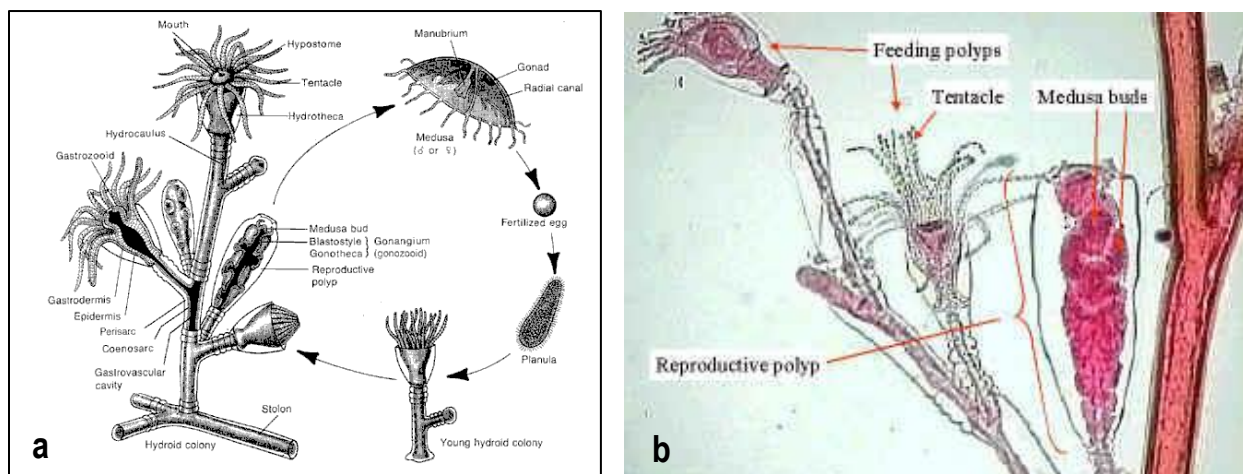 Mouth
Hypostome
Tentacle
Hydrotheca
Hydrocaulus
Gastrozooid
Medusa bud
Blastostyle
Gonotheca
Gonangium
(gonozooid)
Reproductive
polyp
Gastrodermis
Epidermis
Perisarc
Coenosarc
Gastrovascular
cavity
Stolon
Hydroid colony
Manubrium
Gonad
Radial canal
Medusa
(♂ or ♀)
Fertilized egg
Planula
Young hydroid colony
a
Feeding polyps
Tentacle
Medusa buds
Reproductive polyp
b